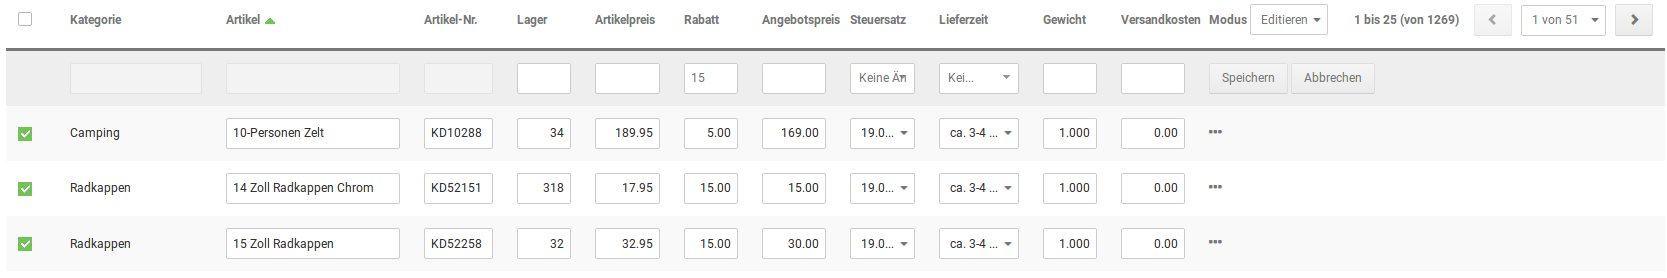 Kategorie Artikel Artikel-Nr. Lager Artikelpreis Rabatt Angebotspreis Steuersatz Lieferzeit Gewicht Versandkosten Modus Editieren 1 bis 25 (von 1269) 1 von 51
15 Keine Än Kei... Speichern Abbrechen
Camping 10-Personen Zelt KD10288 34 189.95 5.00 169.00 19.0... ca. 3-4 ... 1.000 0.00
Radkappen 14 Zoll Radkappen Chrom KD52151 318 17.95 15.00 15.00 19.0... ca. 3-4 ... 1.000 0.00
Radkappen 15 Zoll Radkappen KD52258 32 32.95 15.00 30.00 19.0... ca. 3-4 ... 1.000 0.00